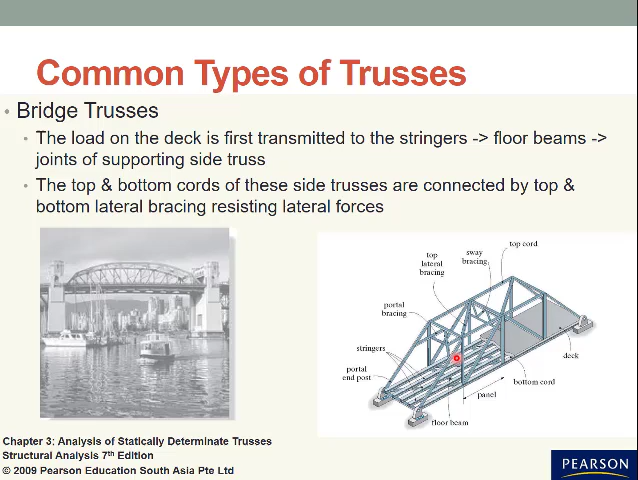 Common Types of Trusses
• Bridge Trusses
• The load on the deck is first transmitted to the stringers -> floor beams ->
joints of supporting side truss
• The top & bottom cords of these side trusses are connected by top &
bottom lateral bracing resisting lateral forces
top cord
sway
bracing
top
lateral
bracing
portal
bracing
stringers
deck
portal
end post
bottom cord
panel
floor beam
Chapter 3: Analysis of Statically Determinate Trusses
Structural Analysis 7th Edition
© 2009 Pearson Education South Asia Pte Ltd
PEARSON